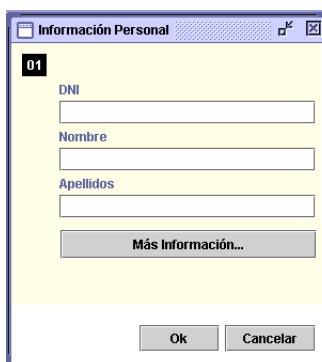 Información Personal
01
DNI
Nombre
Apellidos
Más Información...
Ok Cancelar